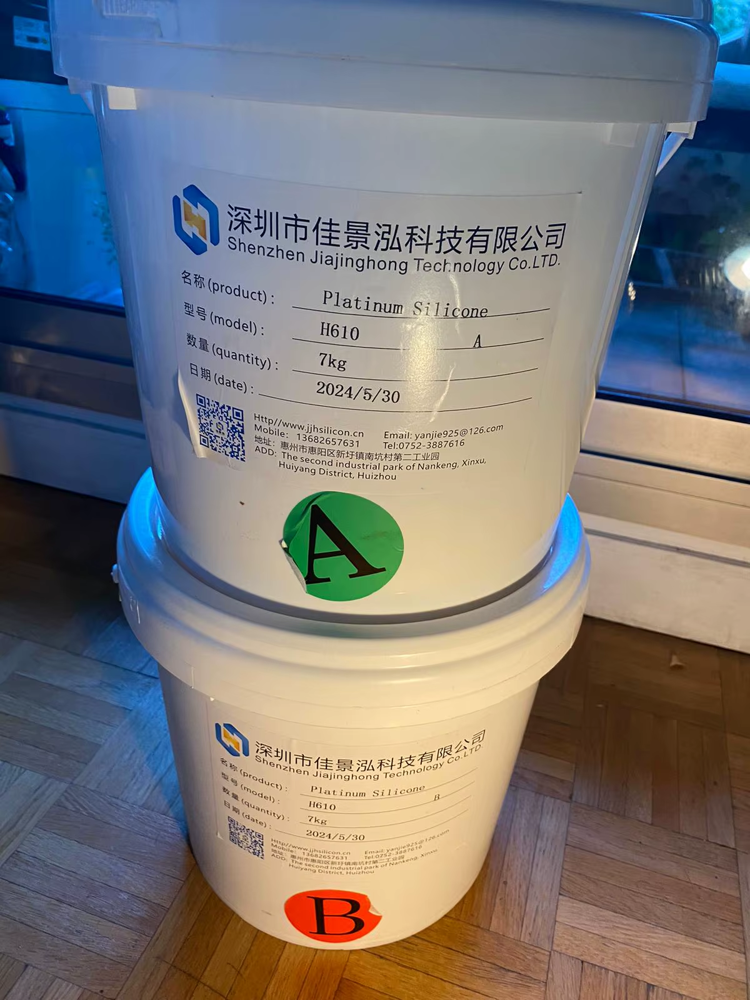 深圳市佳景泓科技有限公司
Shenzhen Jiajinghong Technology Co.LTD.
名称(product): Platinum Silicone
型号(model): H610 A
数量(quantity): 7kg
日期(date): 2024/5/30
Http//www.jjhsilicon.cn Email: yanjie925@126.com
Mobile: 13682657631 Tel:0752-3887616
地址: 惠州市惠阳区新圩镇南坑村第二工业园
ADD: The second industrial park of Nankeng, Xinxu,
Huiyang District, Huizhou
A
深圳市佳景泓科技有限公司
Shenzhen Jiajinghong Technology Co.LTD.
名称(product): Platinum Silicone
型号(model): H610 B
数量(quantity): 7kg
日期(date): 2024/5/30
Http//www.jjhsilicon.cn Email: yanjie925@126.com
Mobile: 13682657631 Tel:0752-3887616
地址: 惠州市惠阳区新圩镇南坑村第二工业园
ADD: The second industrial park of Nankeng, Xinxu,
Huiyang District, Huizhou
B